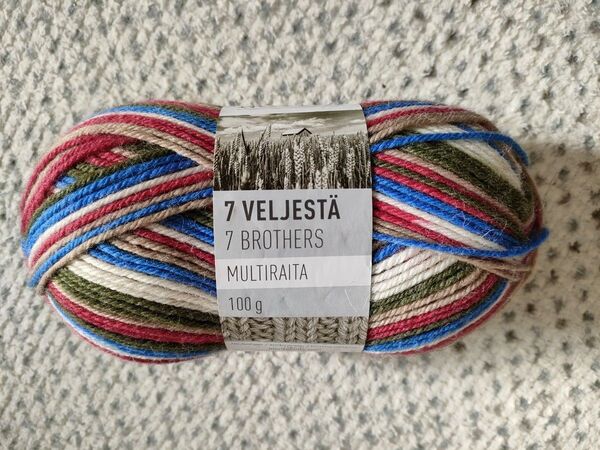 7 VELJESTÄ
7 BROTHERS
MULTIRAITA
100 g